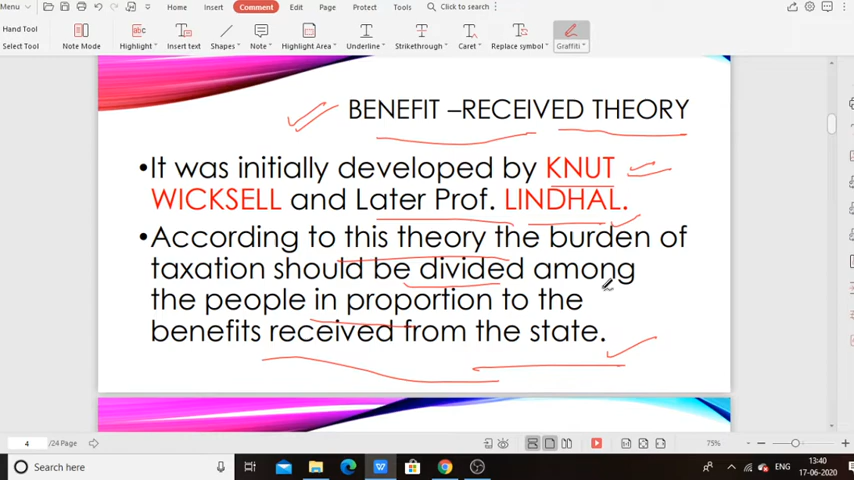 Menu
Home
Insert
Comment
Edit
Page
Protect
Tools
Click to search
Hand Tool
Select Tool
Note Mode
Highlight
Insert text
Shapes
Note
Highlight Area
Underline
Strikethrough
Caret
Replace symbol
Graffiti
BENEFIT –RECEIVED THEORY
•It was initially developed by KNUT
WICKSELL and Later Prof. LINDHAL.
•According to this theory the burden of
taxation should be divided among
the people in proportion to the
benefits received from the state.
4 /24 Page
75%
Search here
ENG
13:40
17-06-2020